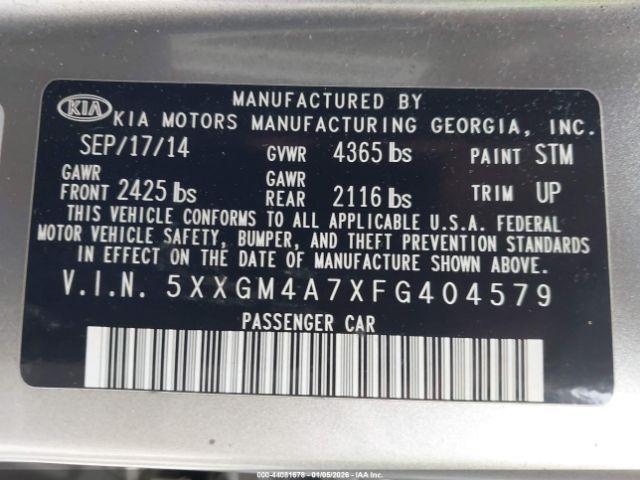 MANUFACTURED BY
KIA KIA MOTORS MANUFACTURING GEORGIA, INC.
SEP/17/14 GVWR 4365 lbs PAINT STM
GAWR FRONT 2425 lbs GAWR REAR 2116 lbs TRIM UP
THIS VEHICLE CONFORMS TO ALL APPLICABLE U.S.A. FEDERAL
MOTOR VEHICLE SAFETY, BUMPER, AND THEFT PREVENTION STANDARDS
IN EFFECT ON THE DATE OF MANUFACTURE SHOWN ABOVE.
V.I.N. 5XXGM4A7XFG404579
PASSENGER CAR
000-44081678 - 01/05/2026 - IAA Inc.